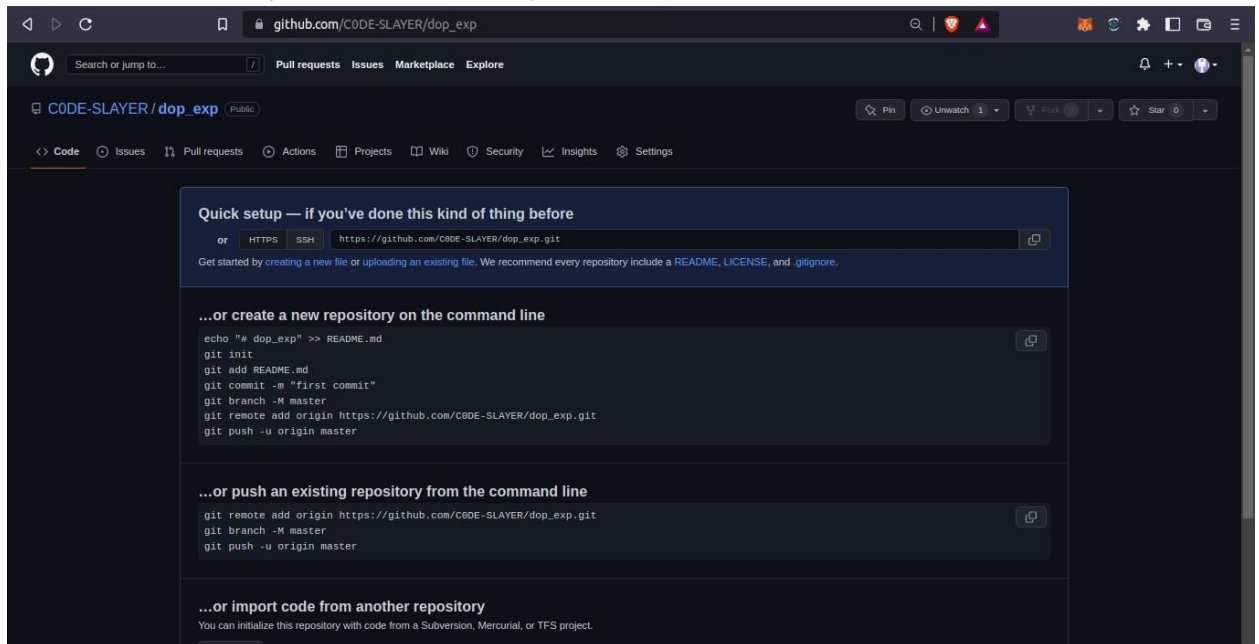 github.com/C0DE-SLAYER/dop_exp
Search or jump to... / Pull requests Issues Marketplace Explore
C0DE-SLAYER / dop_exp Public
Pin Unwatch 1 Fork 0 Star 0
Code Issues Pull requests Actions Projects Wiki Security Insights Settings
Quick setup — if you've done this kind of thing before
or HTTPS SSH https://github.com/C0DE-SLAYER/dop_exp.git
Get started by creating a new file or uploading an existing file. We recommend every repository include a README, LICENSE, and .gitignore.
…or create a new repository on the command line
echo "# dop_exp" >> README.md
git init
git add README.md
git commit -m "first commit"
git branch -M master
git remote add origin https://github.com/C0DE-SLAYER/dop_exp.git
git push -u origin master
…or push an existing repository from the command line
git remote add origin https://github.com/C0DE-SLAYER/dop_exp.git
git branch -M master
git push -u origin master
…or import code from another repository
You can initialize this repository with code from a Subversion, Mercurial, or TFS project.